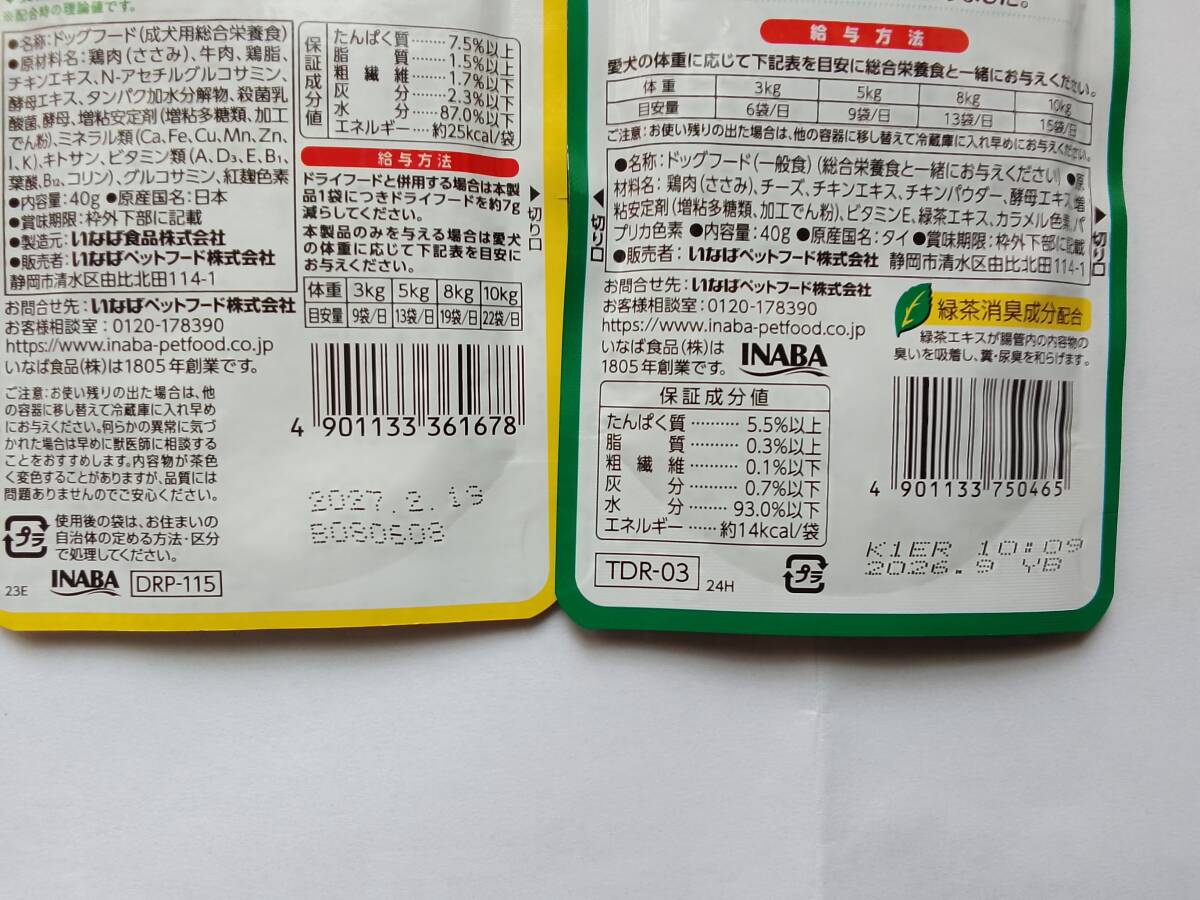 ※配合時の理論値です。
●名称:ドッグフード(成犬用総合栄養食)
●原材料名:鶏肉(ささみ)、牛肉、鶏脂、
チキンエキス、N-アセチルグルコサミン、
酵母エキス、タンパク加水分解物、殺菌乳
酸菌、酵母、増粘安定剤(増粘多糖類、加工
でん粉)、ミネラル類(Ca、Fe、Cu、Mn、Zn、
I、K)、キトサン、ビタミン類(A、D₃、E、B₁、
葉酸、B₁₂、コリン)、グルコサミン、紅麹色素
●内容量:40g ●原産国名:日本
●賞味期限:枠外下部に記載
●製造元:いなば食品株式会社
●販売者:いなばペットフード株式会社
静岡市清水区由比北田114-1
お問合せ先:いなばペットフード株式会社
お客様相談室:0120-178390
https://www.inaba-petfood.co.jp
いなば食品(株)は1805年創業です。
ご注意:お使い残りの出た場合は、他
の容器に移し替えて冷蔵庫に入れ早め
にお与えください。何らかの異常に気づ
かれた場合は早めに獣医師に相談する
ことをおすすめします。内容物が茶色
く変色することがありますが、品質には
問題ありませんのでご安心ください。
プラ
使用後の袋は、お住まいの
自治体の定める方法・区分
で処理してください。
23E INABA DRP-115
保証成分値
たんぱく質……7.5%以上
脂質……1.5%以上
粗繊維……1.7%以下
灰分……2.3%以下
水分……87.0%以下
エネルギー……約25kcal/袋
給与方法
ドライフードと併用する場合は本製
品1袋につきドライフードを約7g
減らしてください。
本製品のみを与える場合は愛犬
の体重に応じて下記表を目安に
お与えください。
体重 3kg 5kg 8kg 10kg
目安量 9袋/日 13袋/日 19袋/日 22袋/日
切り口
4 901133 361678
2027.2.19
B080608
給与方法
愛犬の体重に応じて下記表を目安に総合栄養食と一緒にお与えください。
体重 3kg 5kg 8kg 10kg
目安量 6袋/日 9袋/日 13袋/日 15袋/日
ご注意:お使い残りの出た場合は、他の容器に移し替えて冷蔵庫に入れ早めにお与えください。
●名称:ドッグフード(一般食)(総合栄養食と一緒にお与えください) ●原
材料名:鶏肉(ささみ)、チーズ、チキンエキス、チキンパウダー、酵母エキス、増
粘安定剤(増粘多糖類、加工でん粉)、ビタミンE、緑茶エキス、カラメル色素、パ
プリカ色素 ●内容量:40g ●原産国名:タイ ●賞味期限:枠外下部に記載
●販売者:いなばペットフード株式会社 静岡市清水区由比北田114-1
切り口
切り口
お問合せ先:いなばペットフード株式会社
お客様相談室:0120-178390
https://www.inaba-petfood.co.jp
いなば食品(株)は
1805年創業です。
INABA
緑茶消臭成分配合
緑茶エキスが腸管内の内容物の
臭いを吸着し、糞・尿臭を和らげます。
保証成分値
たんぱく質……5.5%以上
脂質……0.3%以上
粗繊維……0.1%以下
灰分……0.7%以下
水分……93.0%以下
エネルギー……約14kcal/袋
TDR-03 24H
プラ
4 901133 750465
K1ER 10:09
2026.9 YB